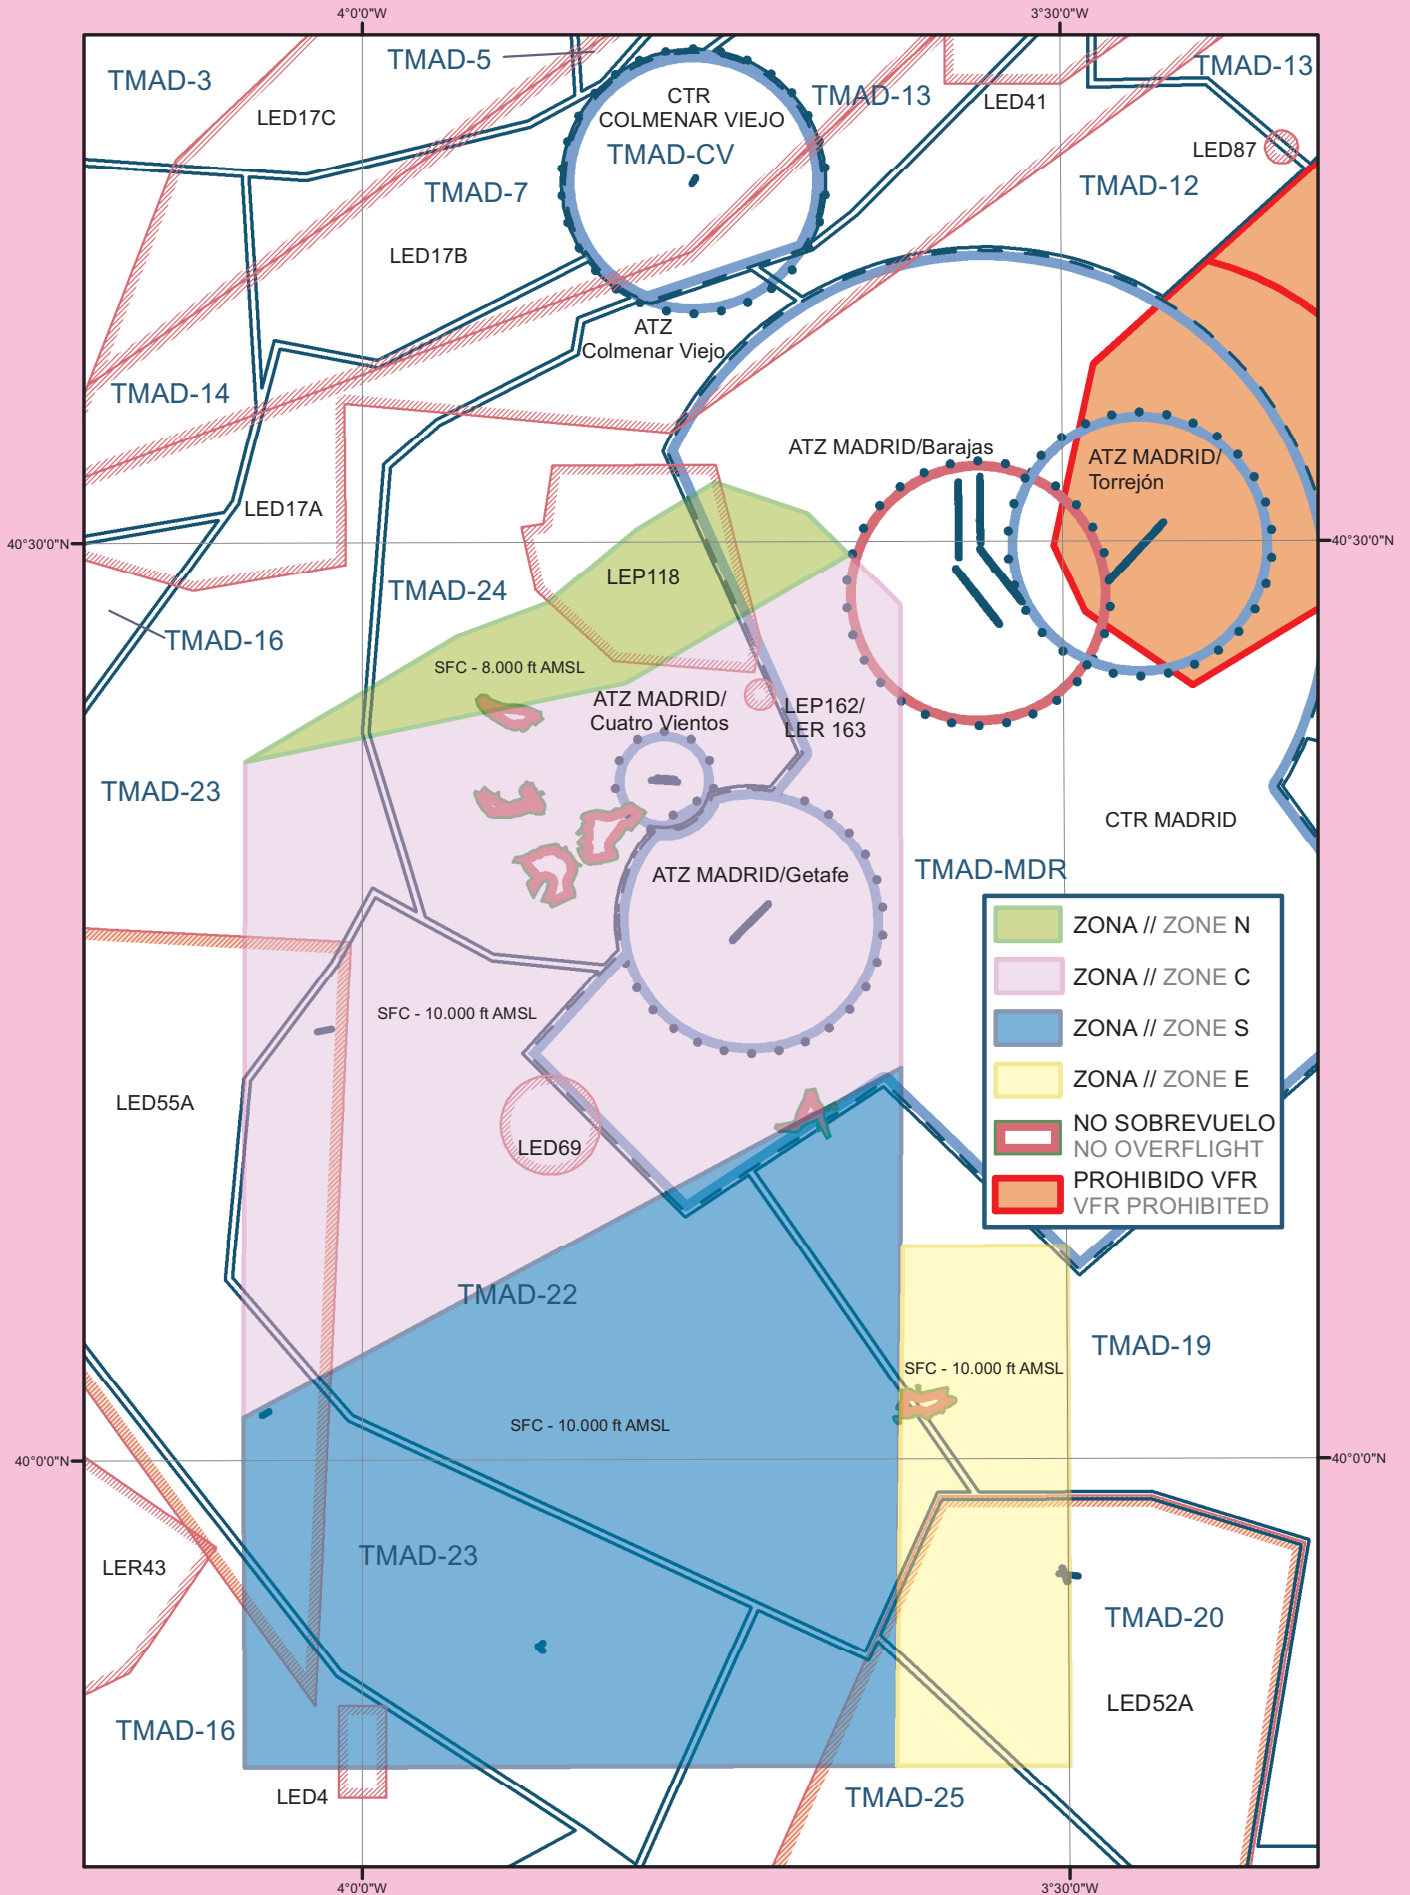 4°0'0"W
3°30'0"W
TMAD-3
TMAD-5
LED17C
CTR
COLMENAR VIEJO
TMAD-CV
TMAD-13
LED41
TMAD-13
LED87
TMAD-12
TMAD-7
LED17B
ATZ
Colmenar Viejo
TMAD-14
ATZ MADRID/Barajas
ATZ MADRID/
Torrejón
LED17A
40°30'0"N
40°30'0"N
LEP118
TMAD-24
TMAD-16
SFC - 8.000 ft AMSL
ATZ MADRID/
Cuatro Vientos
LEP162/
LER 163
TMAD-23
CTR MADRID
ATZ MADRID/Getafe
TMAD-MDR
ZONA // ZONE N
ZONA // ZONE C
ZONA // ZONE S
ZONA // ZONE E
NO SOBREVUELO
NO OVERFLIGHT
PROHIBIDO VFR
VFR PROHIBITED
SFC - 10.000 ft AMSL
LED55A
LED69
TMAD-22
TMAD-19
SFC - 10.000 ft AMSL
SFC - 10.000 ft AMSL
40°0'0"N
40°0'0"N
TMAD-23
LER43
TMAD-20
LED52A
TMAD-16
LED4
TMAD-25
4°0'0"W
3°30'0"W